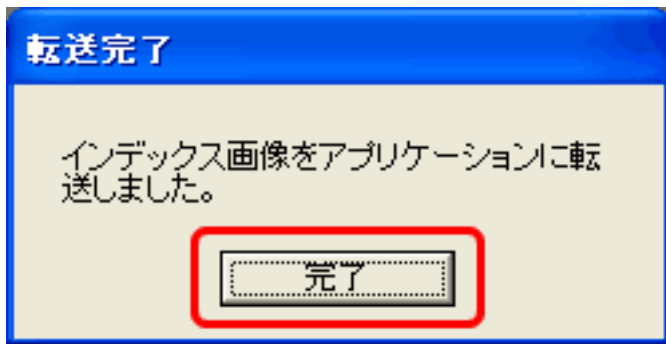 転送完了
インデックス画像をアプリケーションに転
送しました。
完了